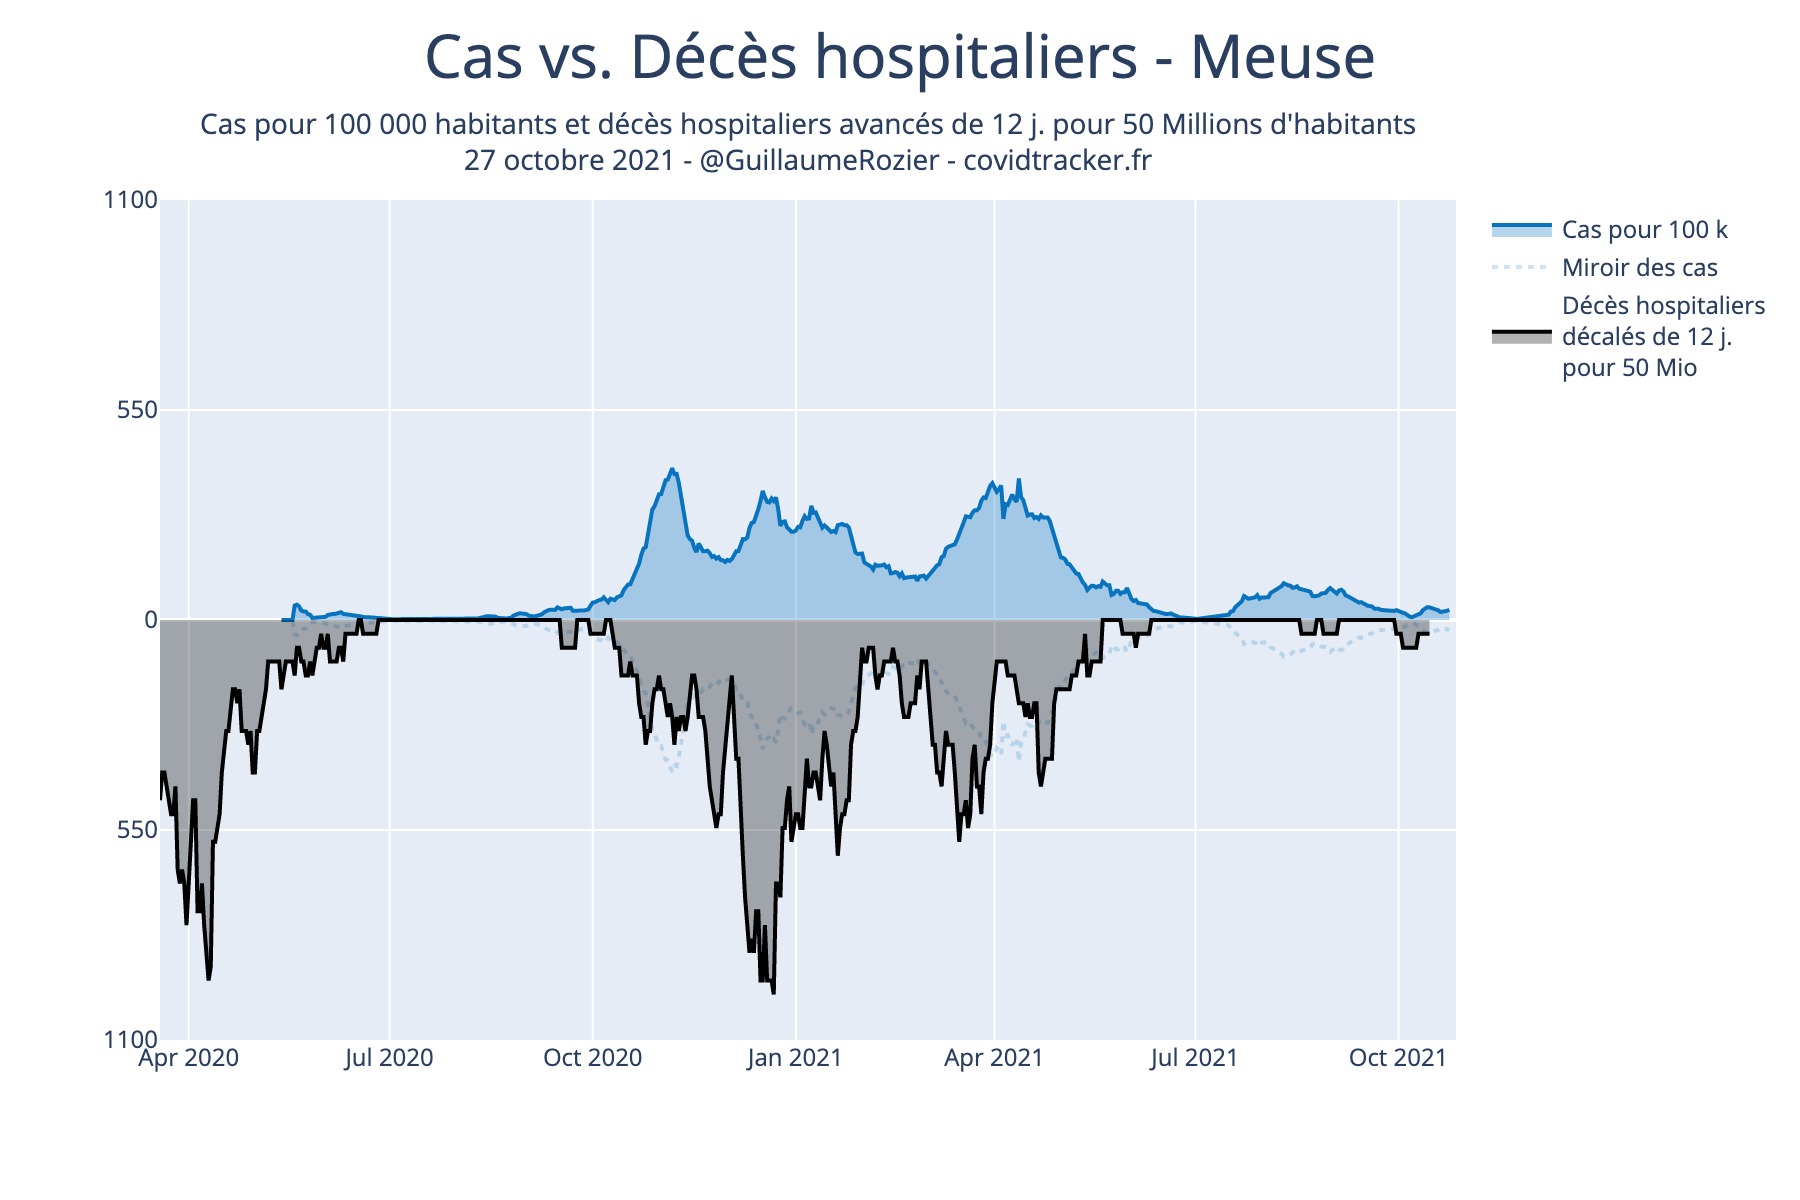 Cas vs. Décès hospitaliers - Meuse
Cas pour 100 000 habitants et décès hospitaliers avancés de 12 j. pour 50 Millions d'habitants
27 octobre 2021 - @GuillaumeRozier - covidtracker.fr
1100
550
0
550
1100
Apr 2020
Jul 2020
Oct 2020
Jan 2021
Apr 2021
Jul 2021
Oct 2021
Cas pour 100 k
Miroir des cas
Décès hospitaliers
décalés de 12 j.
pour 50 Mio